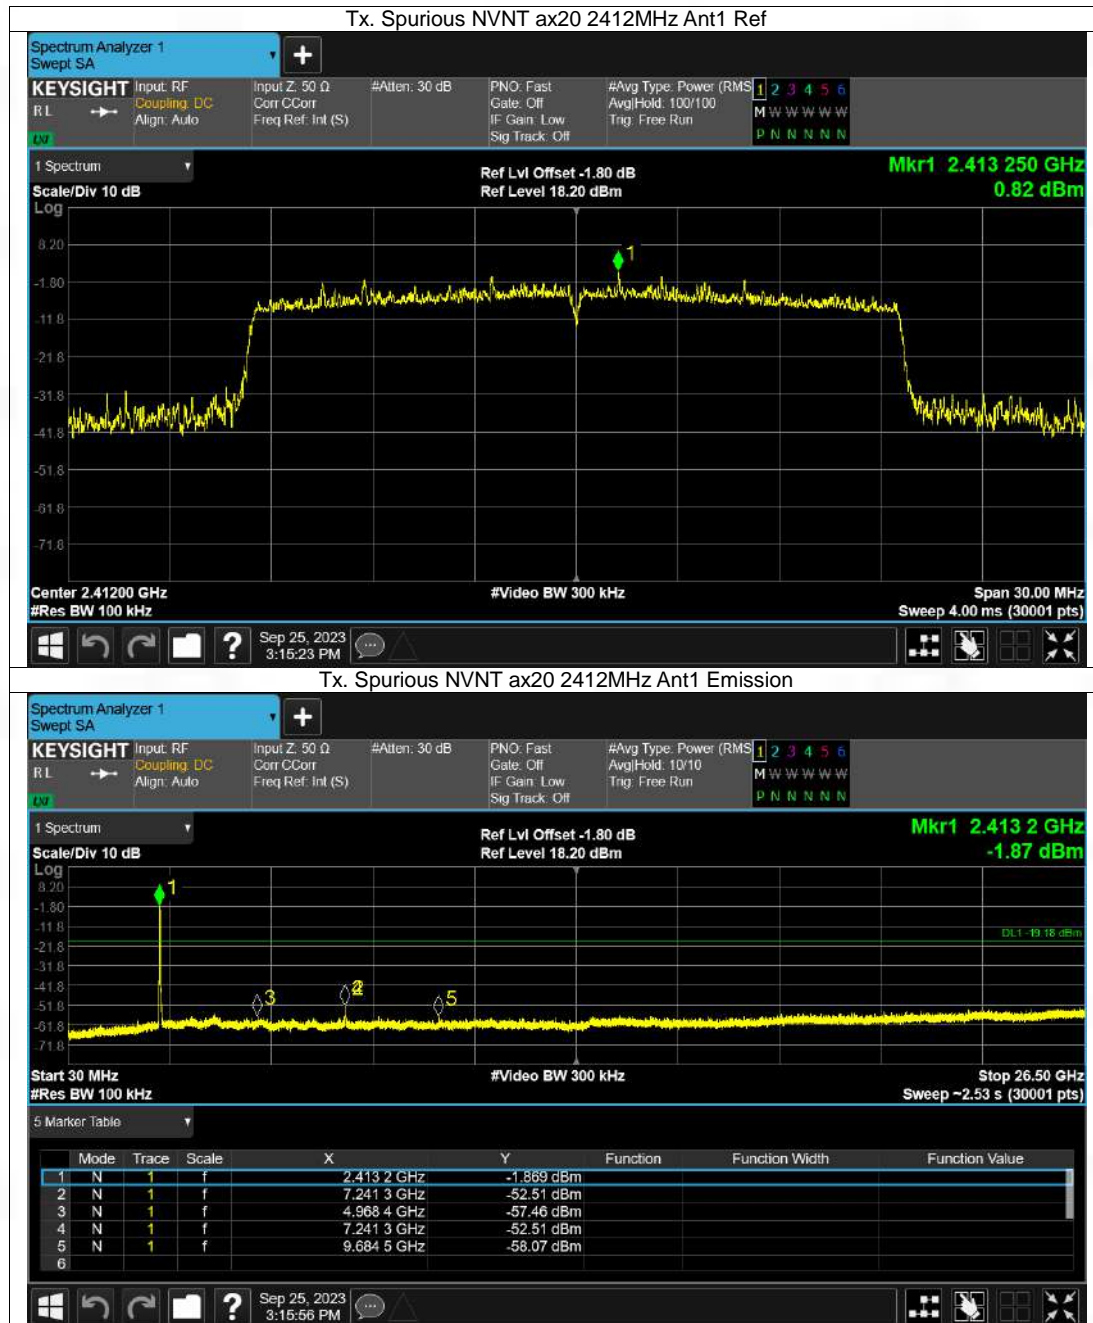 Tx. Spurious NVNT ax20 2412MHz Ant1 Ref
Spectrum Analyzer 1
Swept SA
KEYSIGHT Input: RF Input Z: 50 Ω #Atten: 30 dB PNO: Fast #Avg Type: Power (RMS 1 2 3 4 5 6
RL Coupling: DC Corr CCorr Gate: Off Avg|Hold: 100/100 M W W W W W
Align: Auto Freq Ref: Int (S) IF Gain: Low Trig: Free Run
LXI Sig Track: Off P N N N N N
1 Spectrum Ref Lvl Offset -1.80 dB Mkr1 2.413 250 GHz
Scale/Div 10 dB Ref Level 18.20 dBm 0.82 dBm
Log
8.20
1
-1.80
-11.8
-21.8
-31.8
-41.8
-51.8
-61.8
-71.8
Center 2.41200 GHz #Video BW 300 kHz Span 30.00 MHz
#Res BW 100 kHz Sweep 4.00 ms (30001 pts)
? Sep 25, 2023
3:15:23 PM
Tx. Spurious NVNT ax20 2412MHz Ant1 Emission
Spectrum Analyzer 1
Swept SA
KEYSIGHT Input: RF Input Z: 50 Ω #Atten: 30 dB PNO: Fast #Avg Type: Power (RMS 1 2 3 4 5 6
RL Coupling: DC Corr CCorr Gate: Off Avg|Hold: 10/10 M W W W W W
Align: Auto Freq Ref: Int (S) IF Gain: Low Trig: Free Run
LXI Sig Track: Off P N N N N N
1 Spectrum Ref Lvl Offset -1.80 dB Mkr1 2.413 2 GHz
Scale/Div 10 dB Ref Level 18.20 dBm -1.87 dBm
Log
8.20 1
-1.80
-11.8
DL1 -19.18 dBm
-21.8
-31.8
-41.8
3 2 5
-51.8
-61.8
-71.8
Start 30 MHz #Video BW 300 kHz Stop 26.50 GHz
#Res BW 100 kHz Sweep ~2.53 s (30001 pts)
5 Marker Table
Mode Trace Scale X Y Function Function Width Function Value
1 N 1 f 2.413 2 GHz -1.869 dBm
2 N 1 f 7.241 3 GHz -52.51 dBm
3 N 1 f 4.968 4 GHz -57.46 dBm
4 N 1 f 7.241 3 GHz -52.51 dBm
5 N 1 f 9.684 5 GHz -58.07 dBm
6
? Sep 25, 2023
3:15:56 PM